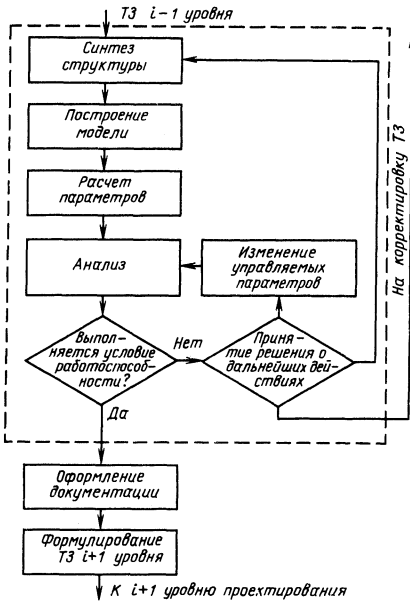 ТЗ i−1 уровня
Синтез
структуры
Построение
модели
Расчет
параметров
Анализ
Изменение
управляемых
параметров
Выпол-
няется условие
работоспособ-
ности?
Нет
Приня-
тие решения о
дальнейших дей-
ствиях
Да
На корректировку ТЗ
Оформление
документации
Формулирование
ТЗ i+1 уровня
К i+1 уровню проектирования